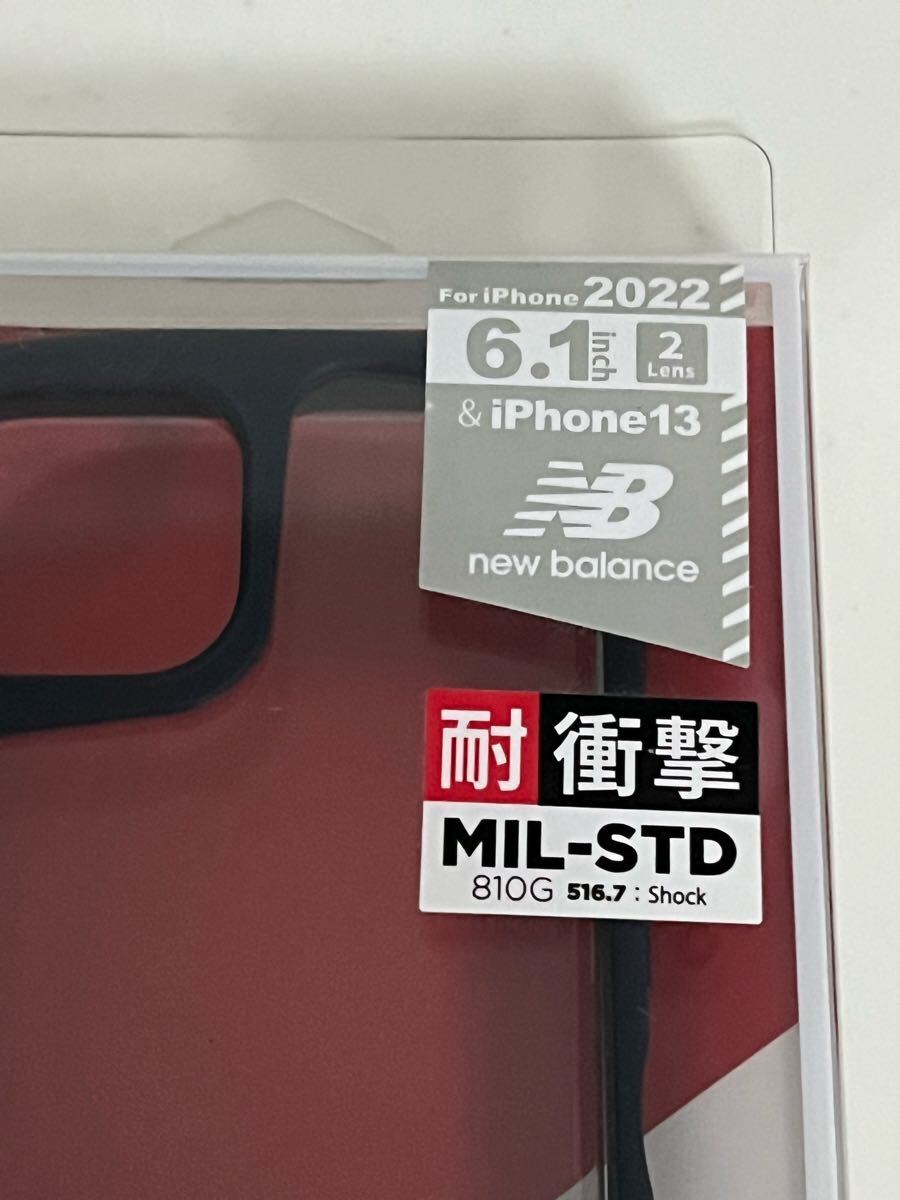 For iPhone 2022
6.1 inch 2 Lens
& iPhone13
NB
new balance
耐衝撃
MIL-STD
810G 516.7 : Shock